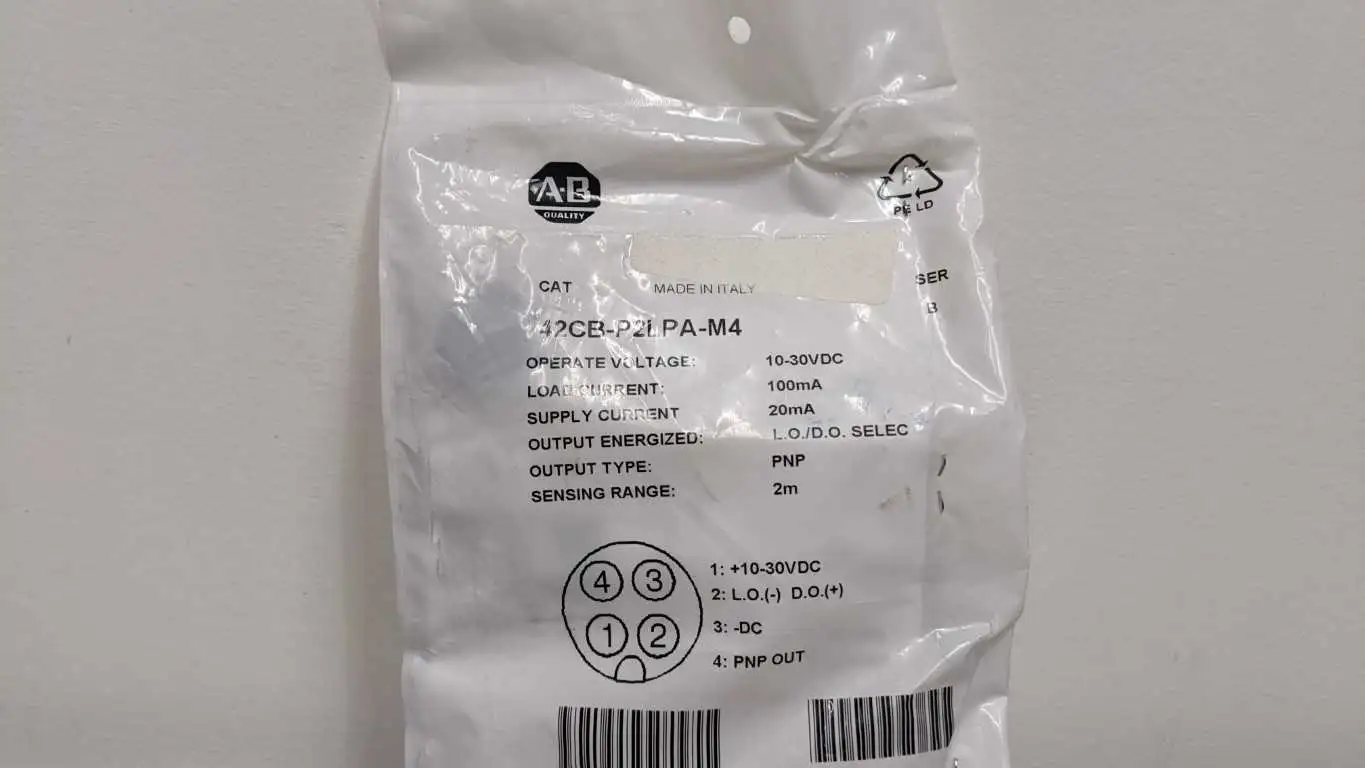 A-B
QUALITY
PE LD
CAT
MADE IN ITALY
SER
B
42CB-P2LPA-M4
OPERATE VOLTAGE: 10-30VDC
LOAD CURRENT: 100mA
SUPPLY CURRENT 20mA
OUTPUT ENERGIZED: L.O./D.O. SELEC
OUTPUT TYPE: PNP
SENSING RANGE: 2m
4 3
1 2
1: +10-30VDC
2: L.O.(-) D.O.(+)
3: -DC
4: PNP OUT